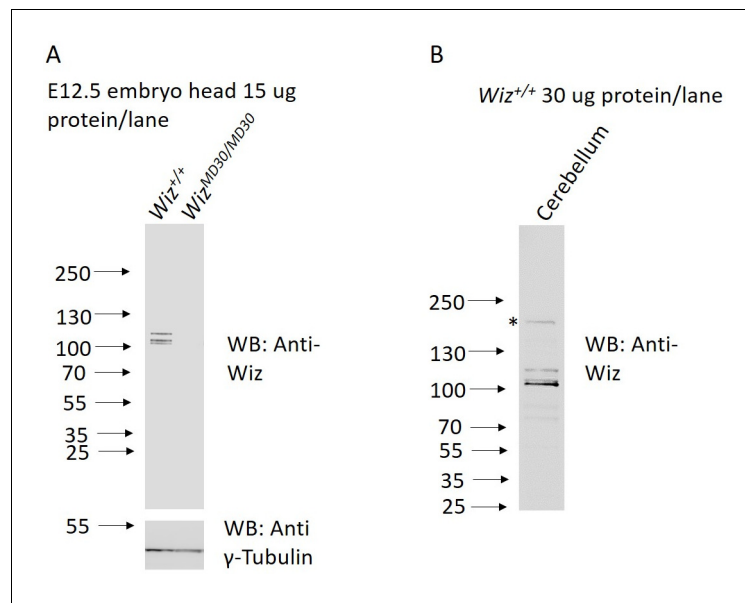 A
E12.5 embryo head 15 ug
protein/lane
Wiz+/+
WizMD30/MD30
250
130
100
70
55
35
25
WB: Anti-
Wiz
55
WB: Anti
γ-Tubulin
B
Wiz+/+ 30 ug protein/lane
Cerebellum
250
*
130
100
70
55
35
25
WB: Anti-
Wiz